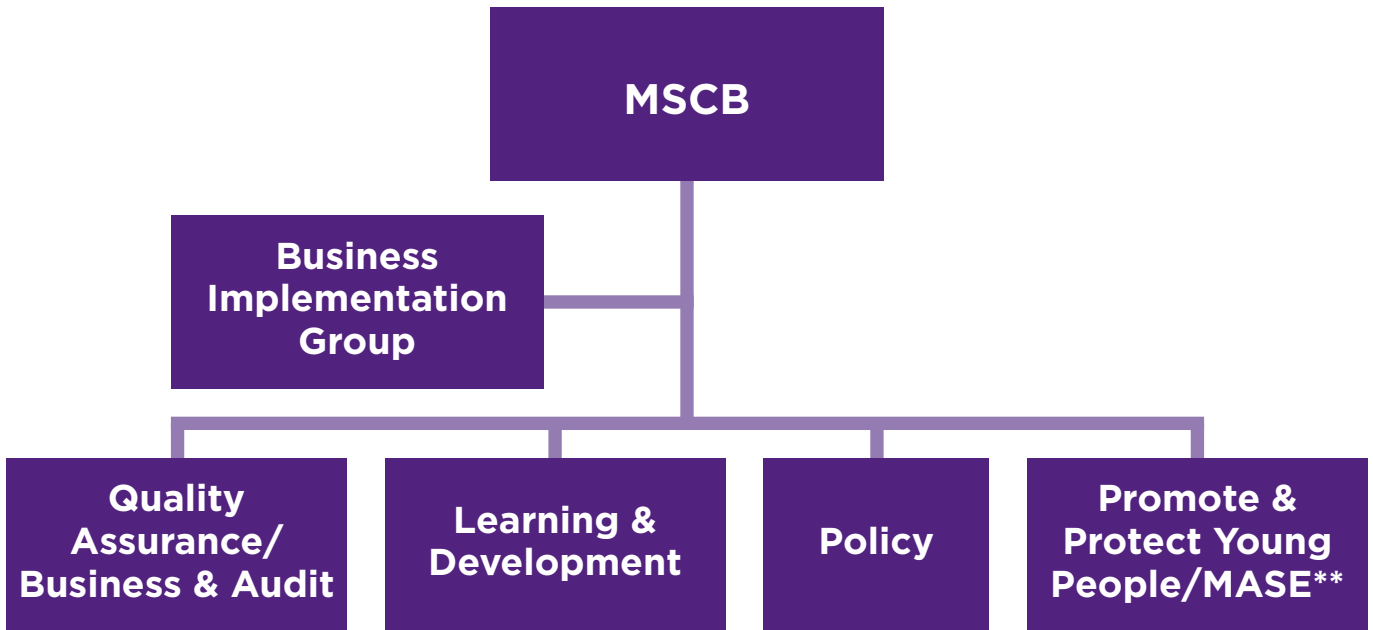 MSCB
Business
Implementation
Group
Quality
Assurance/
Business & Audit
Learning &
Development
Policy
Promote &
Protect Young
People/MASE**